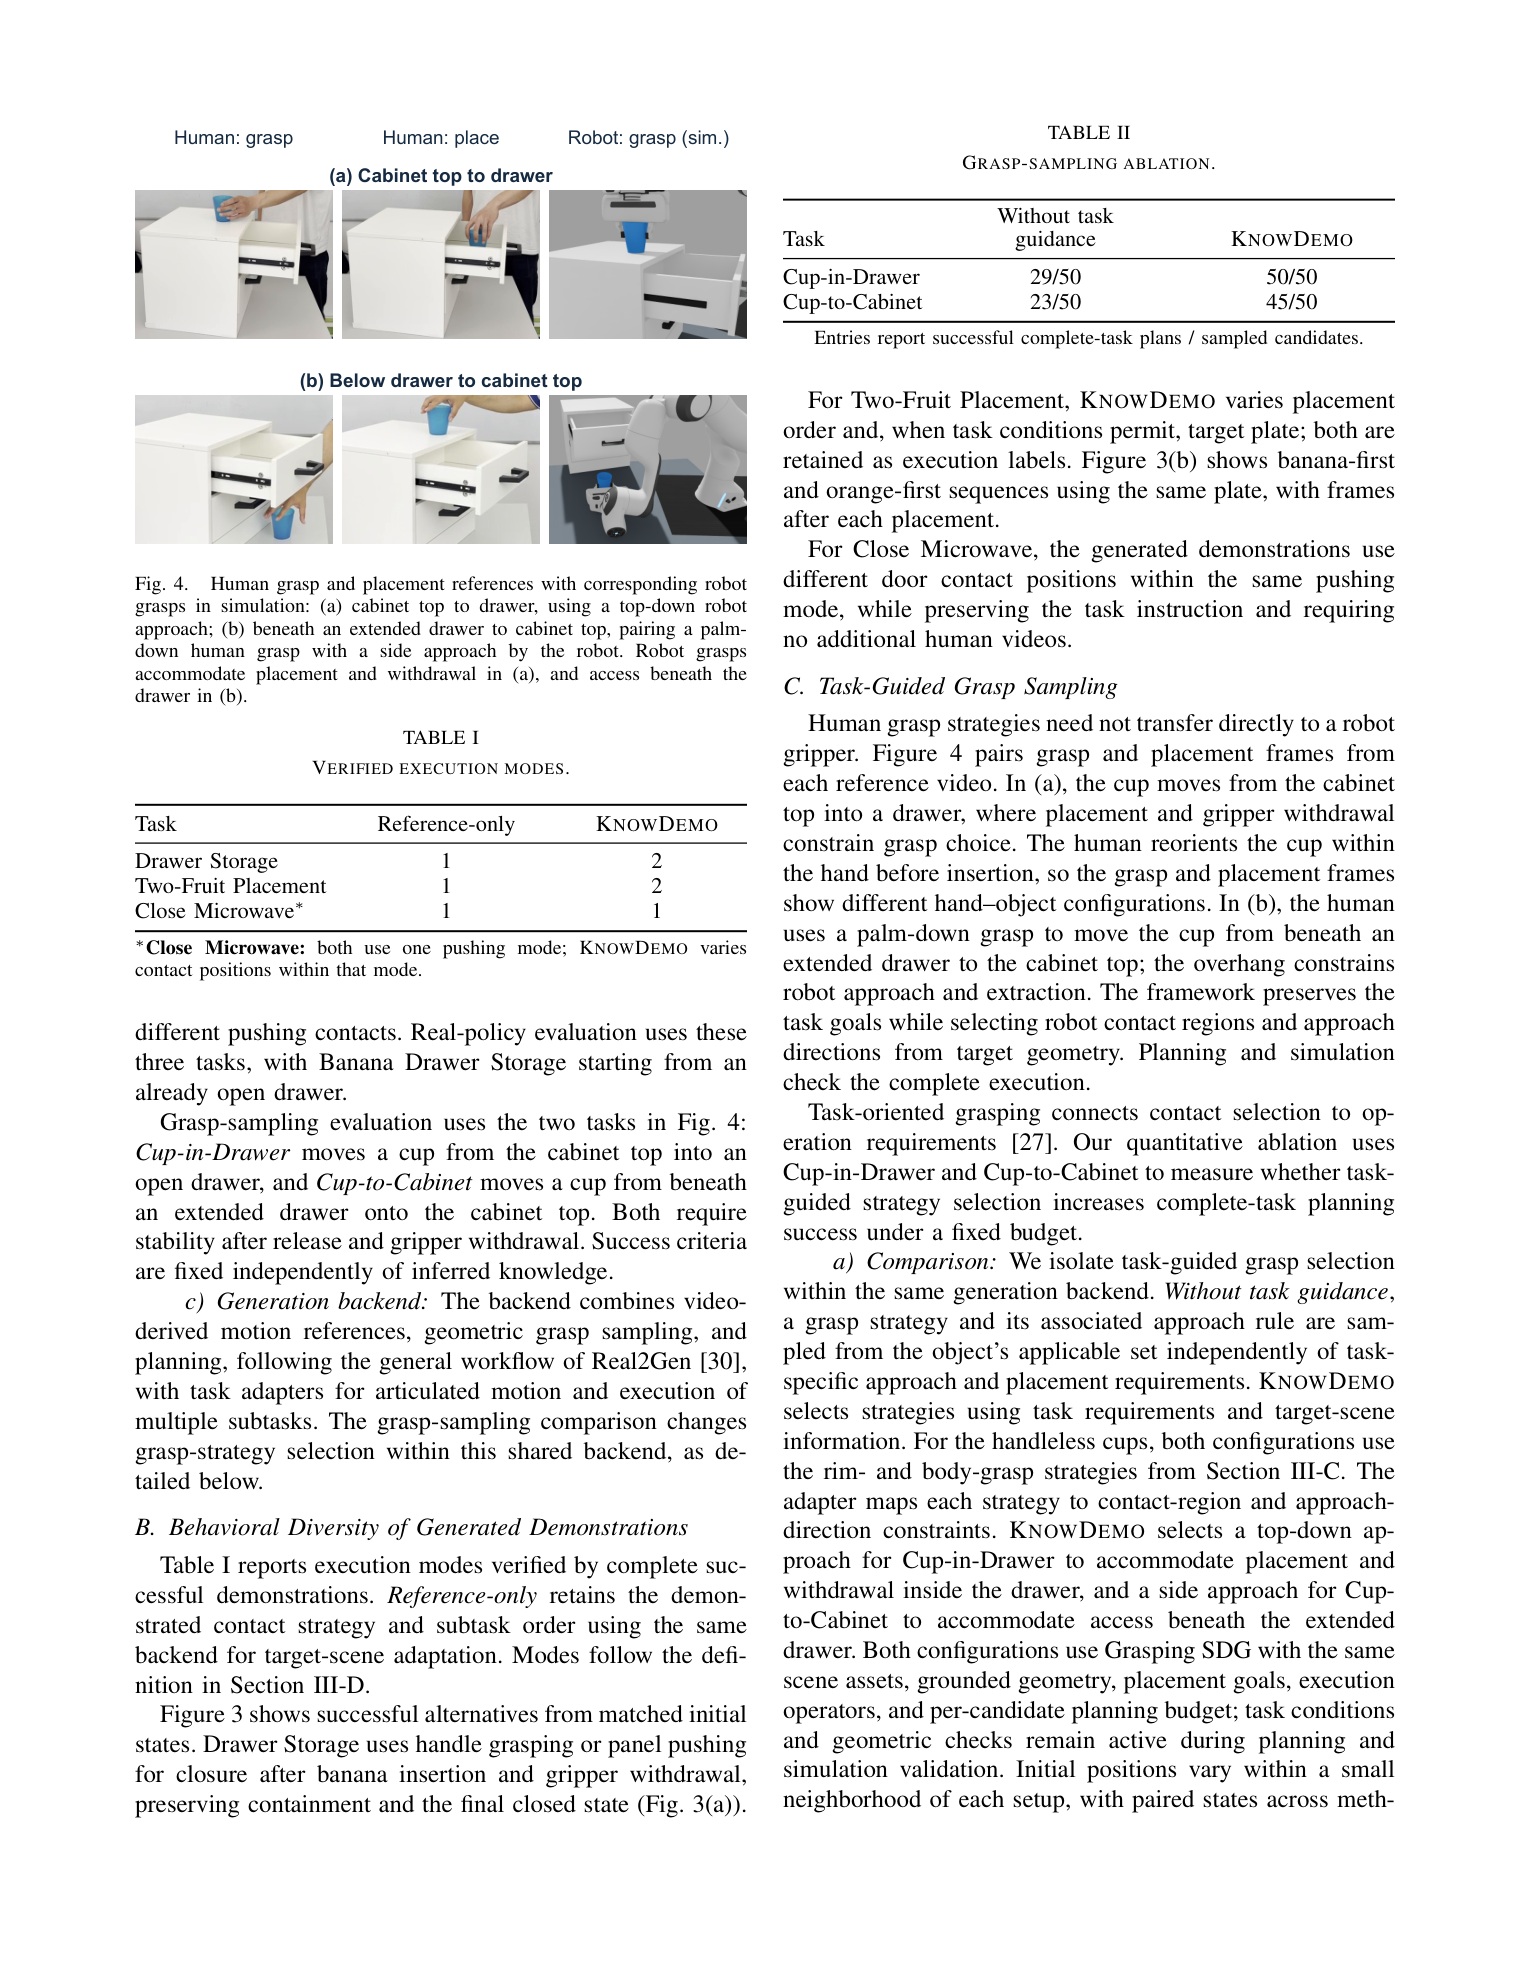 Human: grasp
Human: place
Robot: grasp (sim.)
(a) Cabinet top to drawer
(b) Below drawer to cabinet top
Fig. 4. Human grasp and placement references with corresponding robot
grasps in simulation: (a) cabinet top to drawer, using a top-down robot
approach; (b) beneath an extended drawer to cabinet top, pairing a palm-
down human grasp with a side approach by the robot. Robot grasps
accommodate placement and withdrawal in (a), and access beneath the
drawer in (b).
TABLE I
VERIFIED EXECUTION MODES.
Task Reference-only KNOWDEMO
Drawer Storage 1 2
Two-Fruit Placement 1 2
Close Microwave* 1 1
*Close Microwave: both use one pushing mode; KNOWDEMO varies
contact positions within that mode.
different pushing contacts. Real-policy evaluation uses these
three tasks, with Banana Drawer Storage starting from an
already open drawer.
Grasp-sampling evaluation uses the two tasks in Fig. 4:
Cup-in-Drawer moves a cup from the cabinet top into an
open drawer, and Cup-to-Cabinet moves a cup from beneath
an extended drawer onto the cabinet top. Both require
stability after release and gripper withdrawal. Success criteria
are fixed independently of inferred knowledge.
c) Generation backend: The backend combines video-
derived motion references, geometric grasp sampling, and
planning, following the general workflow of Real2Gen [30],
with task adapters for articulated motion and execution of
multiple subtasks. The grasp-sampling comparison changes
grasp-strategy selection within this shared backend, as de-
tailed below.
B. Behavioral Diversity of Generated Demonstrations
Table I reports execution modes verified by complete suc-
cessful demonstrations. Reference-only retains the demon-
strated contact strategy and subtask order using the same
backend for target-scene adaptation. Modes follow the defi-
nition in Section III-D.
Figure 3 shows successful alternatives from matched initial
states. Drawer Storage uses handle grasping or panel pushing
for closure after banana insertion and gripper withdrawal,
preserving containment and the final closed state (Fig. 3(a)).
TABLE II
GRASP-SAMPLING ABLATION.
Without task
Task guidance KNOWDEMO
Cup-in-Drawer 29/50 50/50
Cup-to-Cabinet 23/50 45/50
Entries report successful complete-task plans / sampled candidates.
For Two-Fruit Placement, KNOWDEMO varies placement
order and, when task conditions permit, target plate; both are
retained as execution labels. Figure 3(b) shows banana-first
and orange-first sequences using the same plate, with frames
after each placement.
For Close Microwave, the generated demonstrations use
different door contact positions within the same pushing
mode, while preserving the task instruction and requiring
no additional human videos.
C. Task-Guided Grasp Sampling
Human grasp strategies need not transfer directly to a robot
gripper. Figure 4 pairs grasp and placement frames from
each reference video. In (a), the cup moves from the cabinet
top into a drawer, where placement and gripper withdrawal
constrain grasp choice. The human reorients the cup within
the hand before insertion, so the grasp and placement frames
show different hand–object configurations. In (b), the human
uses a palm-down grasp to move the cup from beneath an
extended drawer to the cabinet top; the overhang constrains
robot approach and extraction. The framework preserves the
task goals while selecting robot contact regions and approach
directions from target geometry. Planning and simulation
check the complete execution.
Task-oriented grasping connects contact selection to op-
eration requirements [27]. Our quantitative ablation uses
Cup-in-Drawer and Cup-to-Cabinet to measure whether task-
guided strategy selection increases complete-task planning
success under a fixed budget.
a) Comparison: We isolate task-guided grasp selection
within the same generation backend. Without task guidance,
a grasp strategy and its associated approach rule are sam-
pled from the object's applicable set independently of task-
specific approach and placement requirements. KNOWDEMO
selects strategies using task requirements and target-scene
information. For the handleless cups, both configurations use
the rim- and body-grasp strategies from Section III-C. The
adapter maps each strategy to contact-region and approach-
direction constraints. KNOWDEMO selects a top-down ap-
proach for Cup-in-Drawer to accommodate placement and
withdrawal inside the drawer, and a side approach for Cup-
to-Cabinet to accommodate access beneath the extended
drawer. Both configurations use Grasping SDG with the same
scene assets, grounded geometry, placement goals, execution
operators, and per-candidate planning budget; task conditions
and geometric checks remain active during planning and
simulation validation. Initial positions vary within a small
neighborhood of each setup, with paired states across meth-